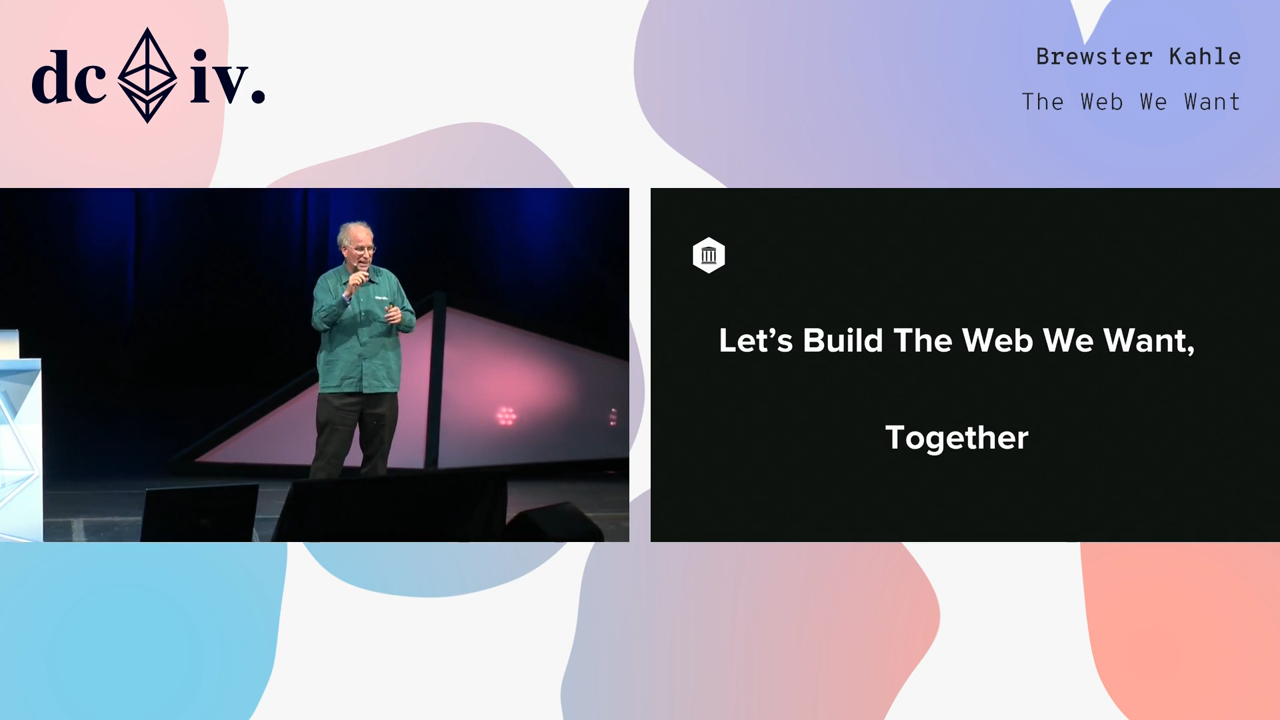 dc iv.
Brewster Kahle
The Web We Want
Let’s Build The Web We Want,
Together